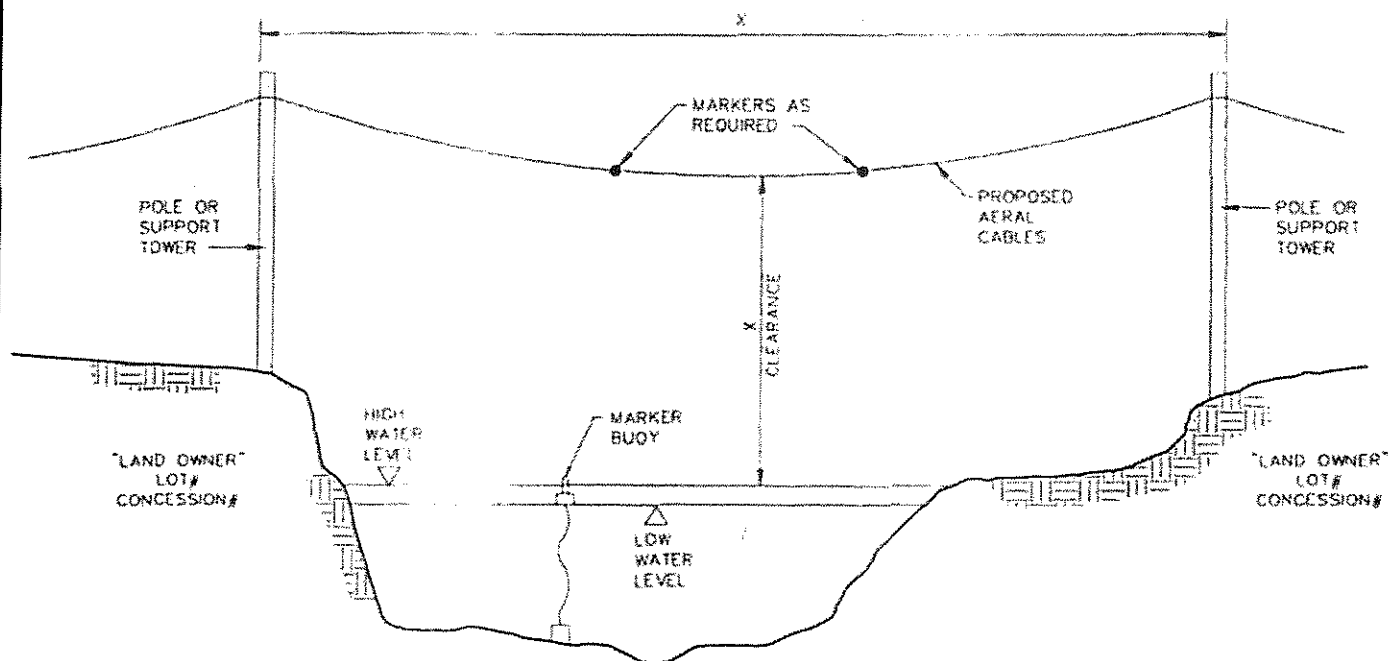 X
MARKERS AS
REQUIRED
POLE OR
SUPPORT
TOWER
PROPOSED
AERAL
CABLES
POLE OR
SUPPORT
TOWER
X
CLEARANCE
HIGH
WATER
LEVEL
MARKER
BUOY
"LAND OWNER"
LOT#
CONCESSION#
"LAND OWNER"
LOT#
CONCESSION#
LOW
WATER
LEVEL